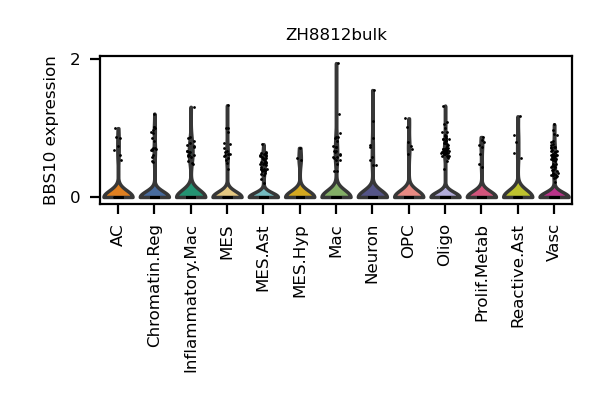 ZH8812bulk
BBS10 expression
2
0
AC
Chromatin.Reg
Inflammatory.Mac
MES
MES.Ast
MES.Hyp
Mac
Neuron
OPC
Oligo
Prolif.Metab
Reactive.Ast
Vasc